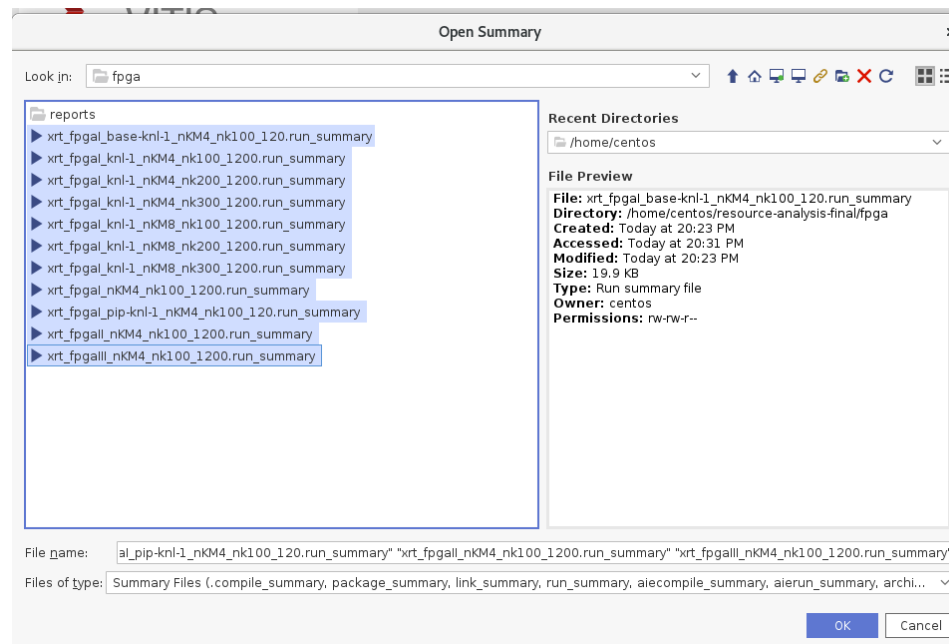 VITIS
Open Summary
Look in: fpga
reports
xrt_fpgaI_base-knl-1_nKM4_nk100_120.run_summary
xrt_fpgaI_knl-1_nKM4_nk100_1200.run_summary
xrt_fpgaI_knl-1_nKM4_nk200_1200.run_summary
xrt_fpgaI_knl-1_nKM4_nk300_1200.run_summary
xrt_fpgaI_knl-1_nKM8_nk100_1200.run_summary
xrt_fpgaI_knl-1_nKM8_nk200_1200.run_summary
xrt_fpgaI_knl-1_nKM8_nk300_1200.run_summary
xrt_fpgaI_nKM4_nk100_1200.run_summary
xrt_fpgaI_pip-knl-1_nKM4_nk100_120.run_summary
xrt_fpgaII_nKM4_nk100_1200.run_summary
xrt_fpgaIII_nKM4_nk100_1200.run_summary
Recent Directories
/home/centos
File Preview
File: xrt_fpgaI_base-knl-1_nKM4_nk100_120.run_summary
Directory: /home/centos/resource-analysis-final/fpga
Created: Today at 20:23 PM
Accessed: Today at 20:31 PM
Modified: Today at 20:23 PM
Size: 19.9 KB
Type: Run summary file
Owner: centos
Permissions: rw-rw-r--
File name: aI_pip-knl-1_nKM4_nk100_120.run_summary" "xrt_fpgaII_nKM4_nk100_1200.run_summary" "xrt_fpgaIII_nKM4_nk100_1200.run_summary"
Files of type: Summary Files (.compile_summary, package_summary, link_summary, run_summary, aiecompile_summary, aierun_summary, archi...
OK
Cancel